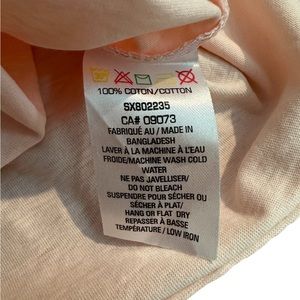 100% COTON/COTTON
SX802235
CA# 09073
FABRIQUÉ AU / MADE IN
BANGLADESH
LAVER À LA MACHINE À L'EAU
FROIDE/MACHINE WASH COLD
WATER
NE PAS JAVELLISER/
DO NOT BLEACH
SUSPENDRE POUR SÉCHER OU
SÉCHER À PLAT/
HANG OR FLAT DRY
REPASSER À BASSE
TEMPÉRATURE / LOW IRON